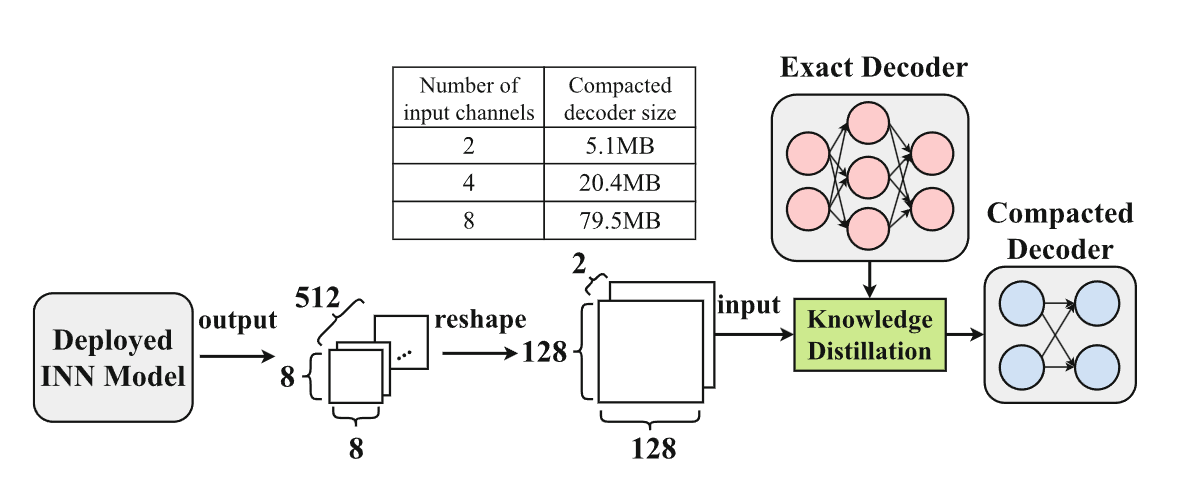 Exact Decoder
Number of
input channels
Compacted
decoder size
2
5.1MB
4
20.4MB
8
79.5MB
Compacted
Decoder
Deployed
INN Model
output
512
8
8
...
reshape
2
128
128
input
Knowledge
Distillation